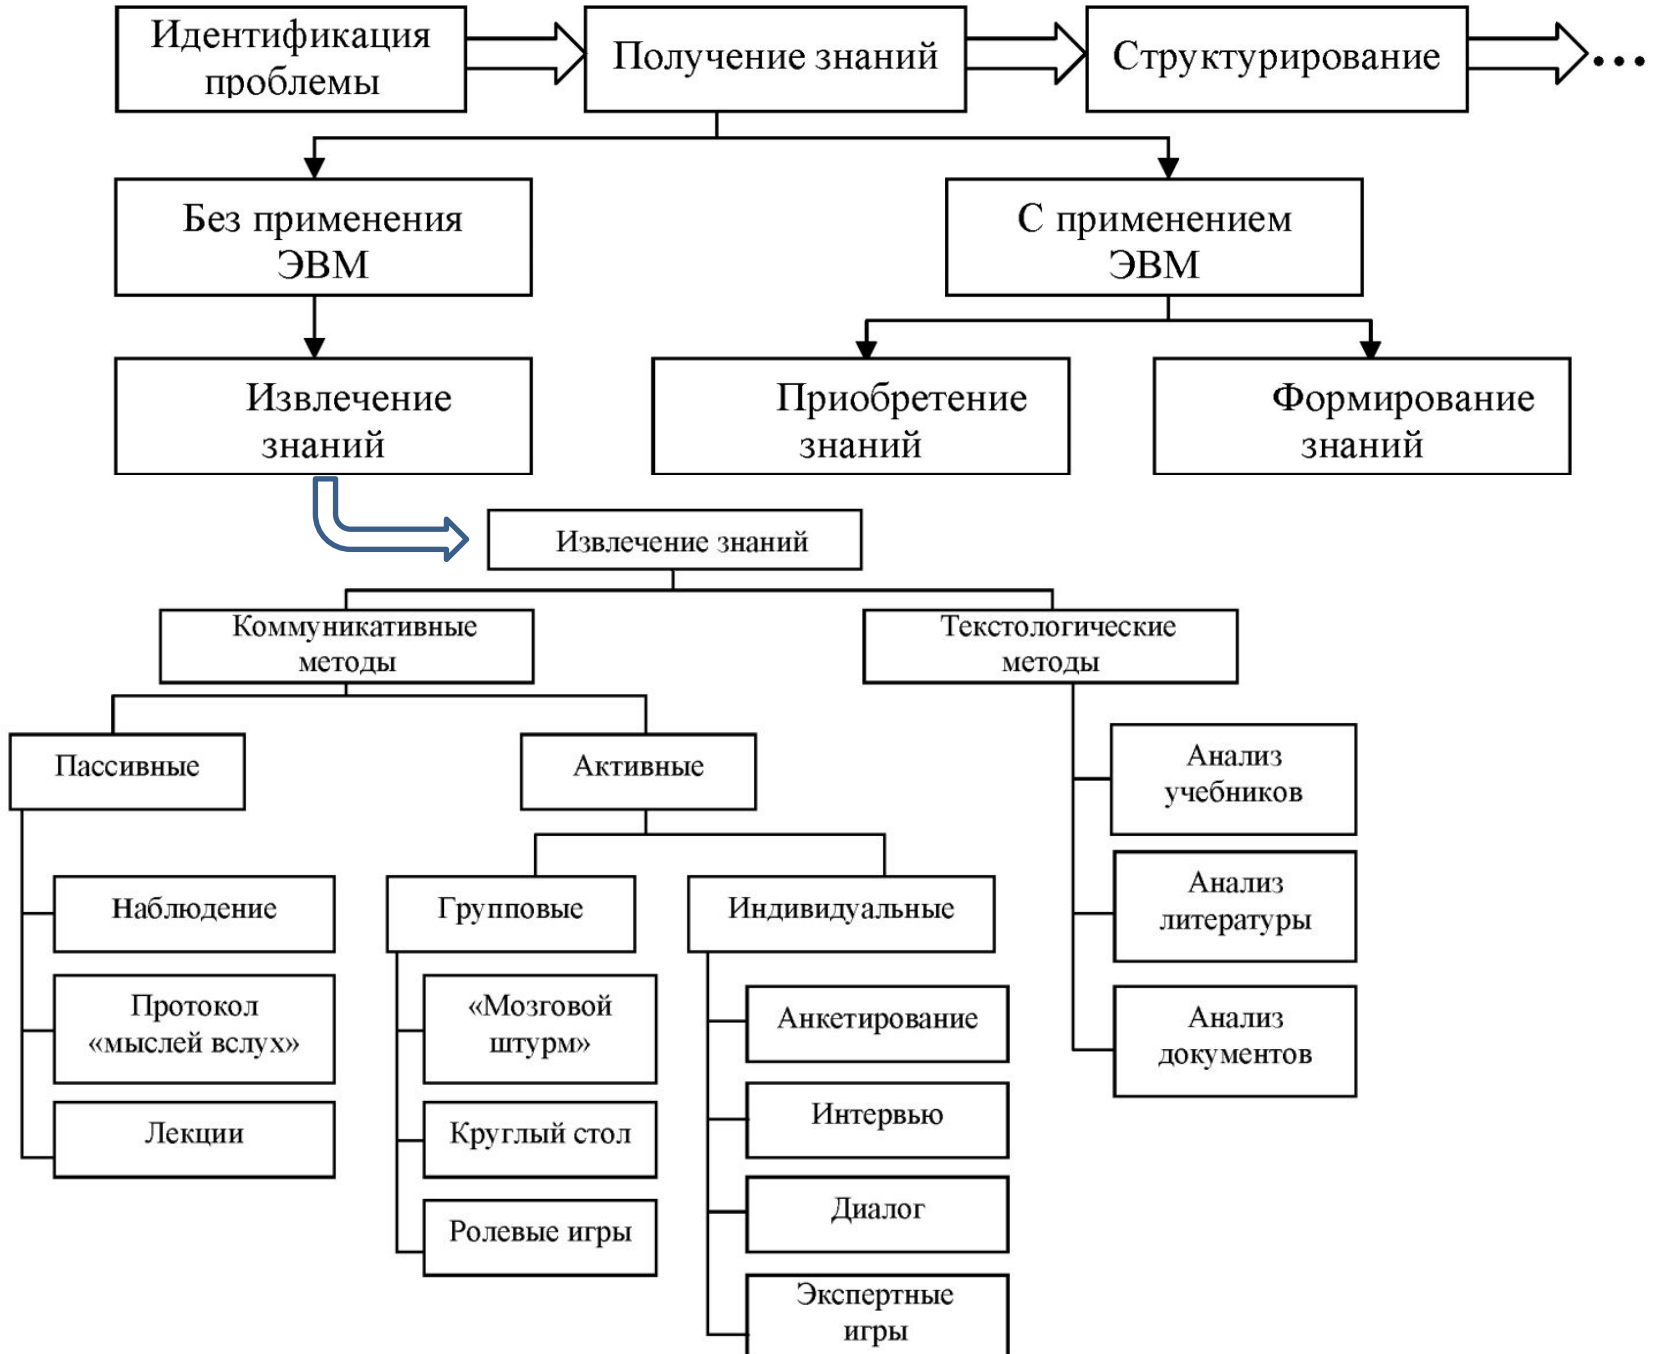 Идентификация
проблемы
Получение знаний
Структурирование
...
Без применения
ЭВМ
С применением
ЭВМ
Извлечение
знаний
Приобретение
знаний
Формирование
знаний
Извлечение знаний
Коммуникативные
методы
Текстологические
методы
Пассивные
Активные
Анализ
учебников
Наблюдение
Протокол
«мыслей вслух»
Лекции
Групповые
«Мозговой
штурм»
Круглый стол
Ролевые игры
Индивидуальные
Анкетирование
Интервью
Диалог
Экспертные
игры
Анализ
литературы
Анализ
документов